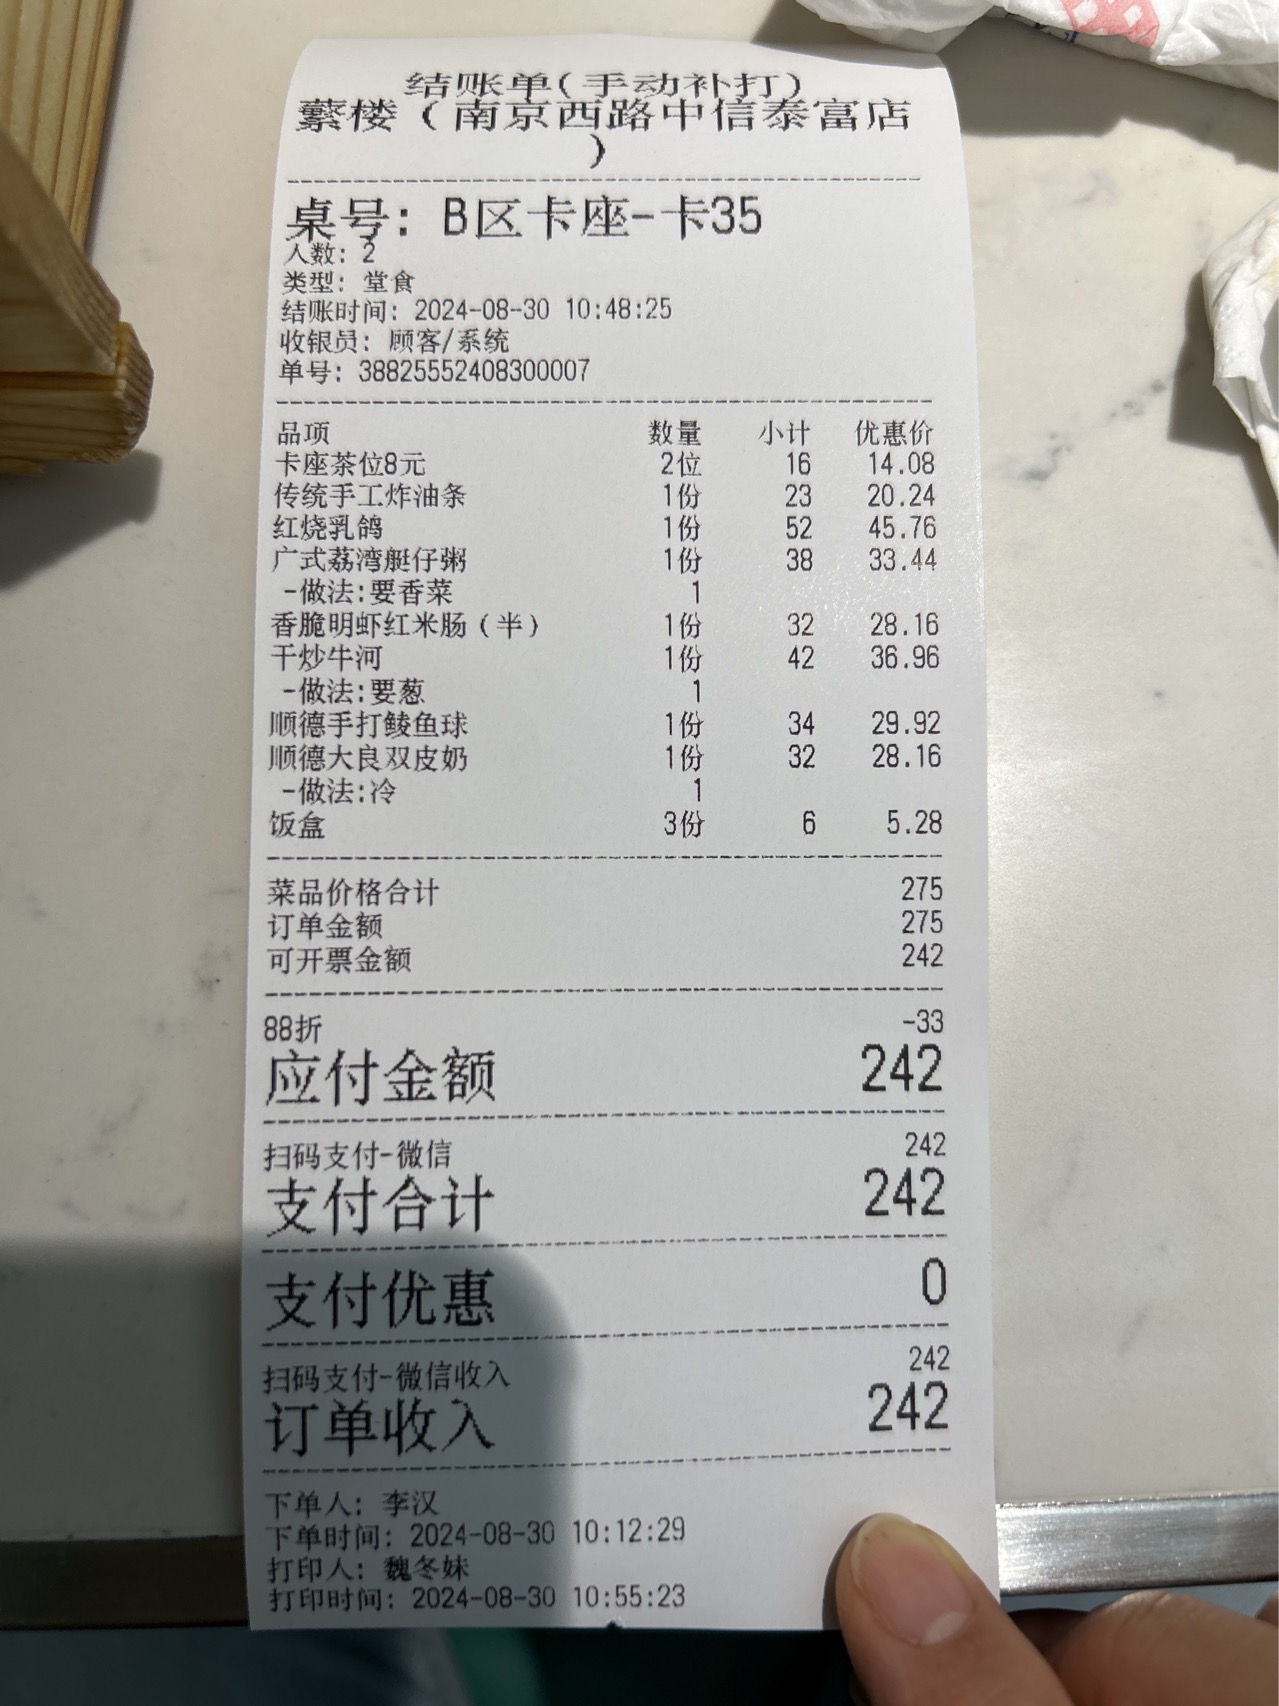 结账单(手动补打)
蘩楼（南京西路中信泰富店
）
桌号: B区卡座-卡35
人数: 2
类型: 堂食
结账时间: 2024-08-30 10:48:25
收银员: 顾客/系统
单号: 38825552408300007
品项 数量 小计 优惠价
卡座茶位8元 2位 16 14.08
传统手工炸油条 1份 23 20.24
红烧乳鸽 1份 52 45.76
广式荔湾艇仔粥 1份 38 33.44
-做法:要香菜 1
香脆明虾红米肠（半） 1份 32 28.16
干炒牛河 1份 42 36.96
-做法:要葱 1
顺德手打鲮鱼球 1份 34 29.92
顺德大良双皮奶 1份 32 28.16
-做法:冷 1
饭盒 3份 6 5.28
菜品价格合计 275
订单金额 275
可开票金额 242
88折 -33
应付金额 242
扫码支付-微信 242
支付合计 242
支付优惠 0
扫码支付-微信收入 242
订单收入 242
下单人: 李汉
下单时间: 2024-08-30 10:12:29
打印人: 魏冬妹
打印时间: 2024-08-30 10:55:23